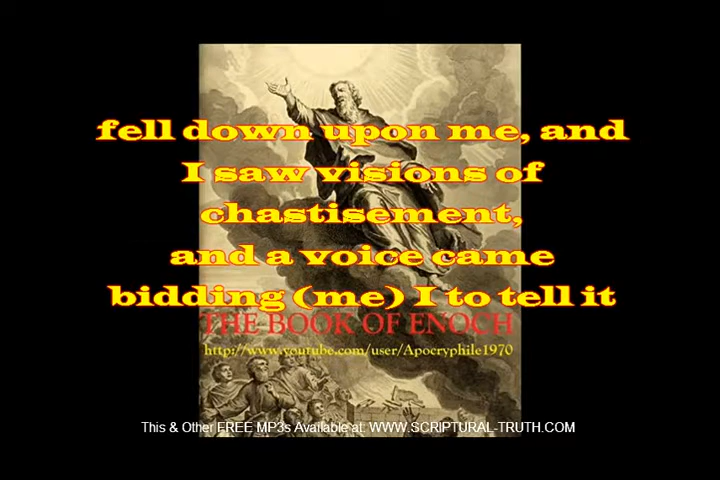 fell down upon me, and
I saw visions of
chastisement,
and a voice came
bidding (me) I to tell it
THE BOOK OF ENOCH
http://www.youtube.com/user/Apocryphile1970
This & Other FREE MP3s Available at: WWW.SCRIPTURAL-TRUTH.COM